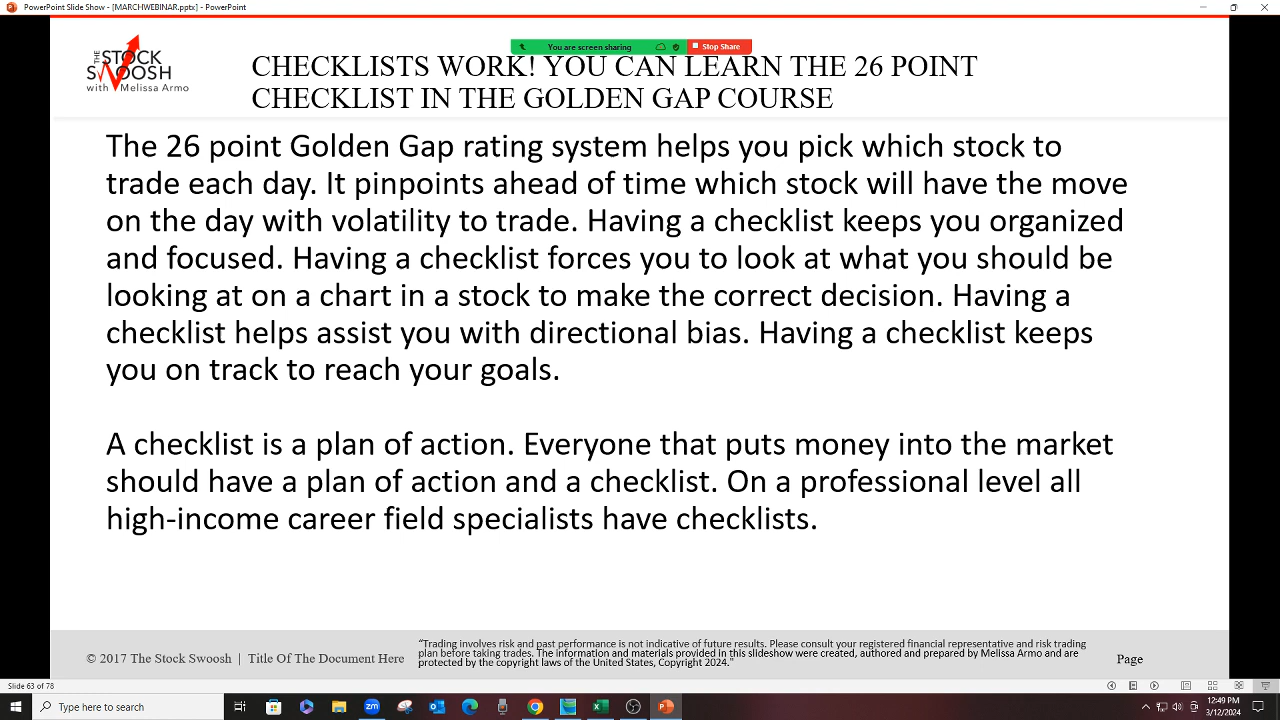 PowerPoint Slide Show - [MARCHWEBINAR.pptx] - PowerPoint
You are screen sharing
Stop Share
THE STOCK
SWOOSH
with Melissa Armo
CHECKLISTS WORK! YOU CAN LEARN THE 26 POINT
CHECKLIST IN THE GOLDEN GAP COURSE
The 26 point Golden Gap rating system helps you pick which stock to
trade each day. It pinpoints ahead of time which stock will have the move
on the day with volatility to trade. Having a checklist keeps you organized
and focused. Having a checklist forces you to look at what you should be
looking at on a chart in a stock to make the correct decision. Having a
checklist helps assist you with directional bias. Having a checklist keeps
you on track to reach your goals.
A checklist is a plan of action. Everyone that puts money into the market
should have a plan of action and a checklist. On a professional level all
high-income career field specialists have checklists.
© 2017 The Stock Swoosh | Title Of The Document Here
“Trading involves risk and past performance is not indicative of future results. Please consult your registered financial representative and risk trading
plan before taking trades. The information and materials provided in this slideshow were created, authored and prepared by Melissa Armo and are
protected by the copyright laws of the United States, Copyright 2024."
Page
Slide 63 of 78
Type here to search
12:49 PM
3/12/2024